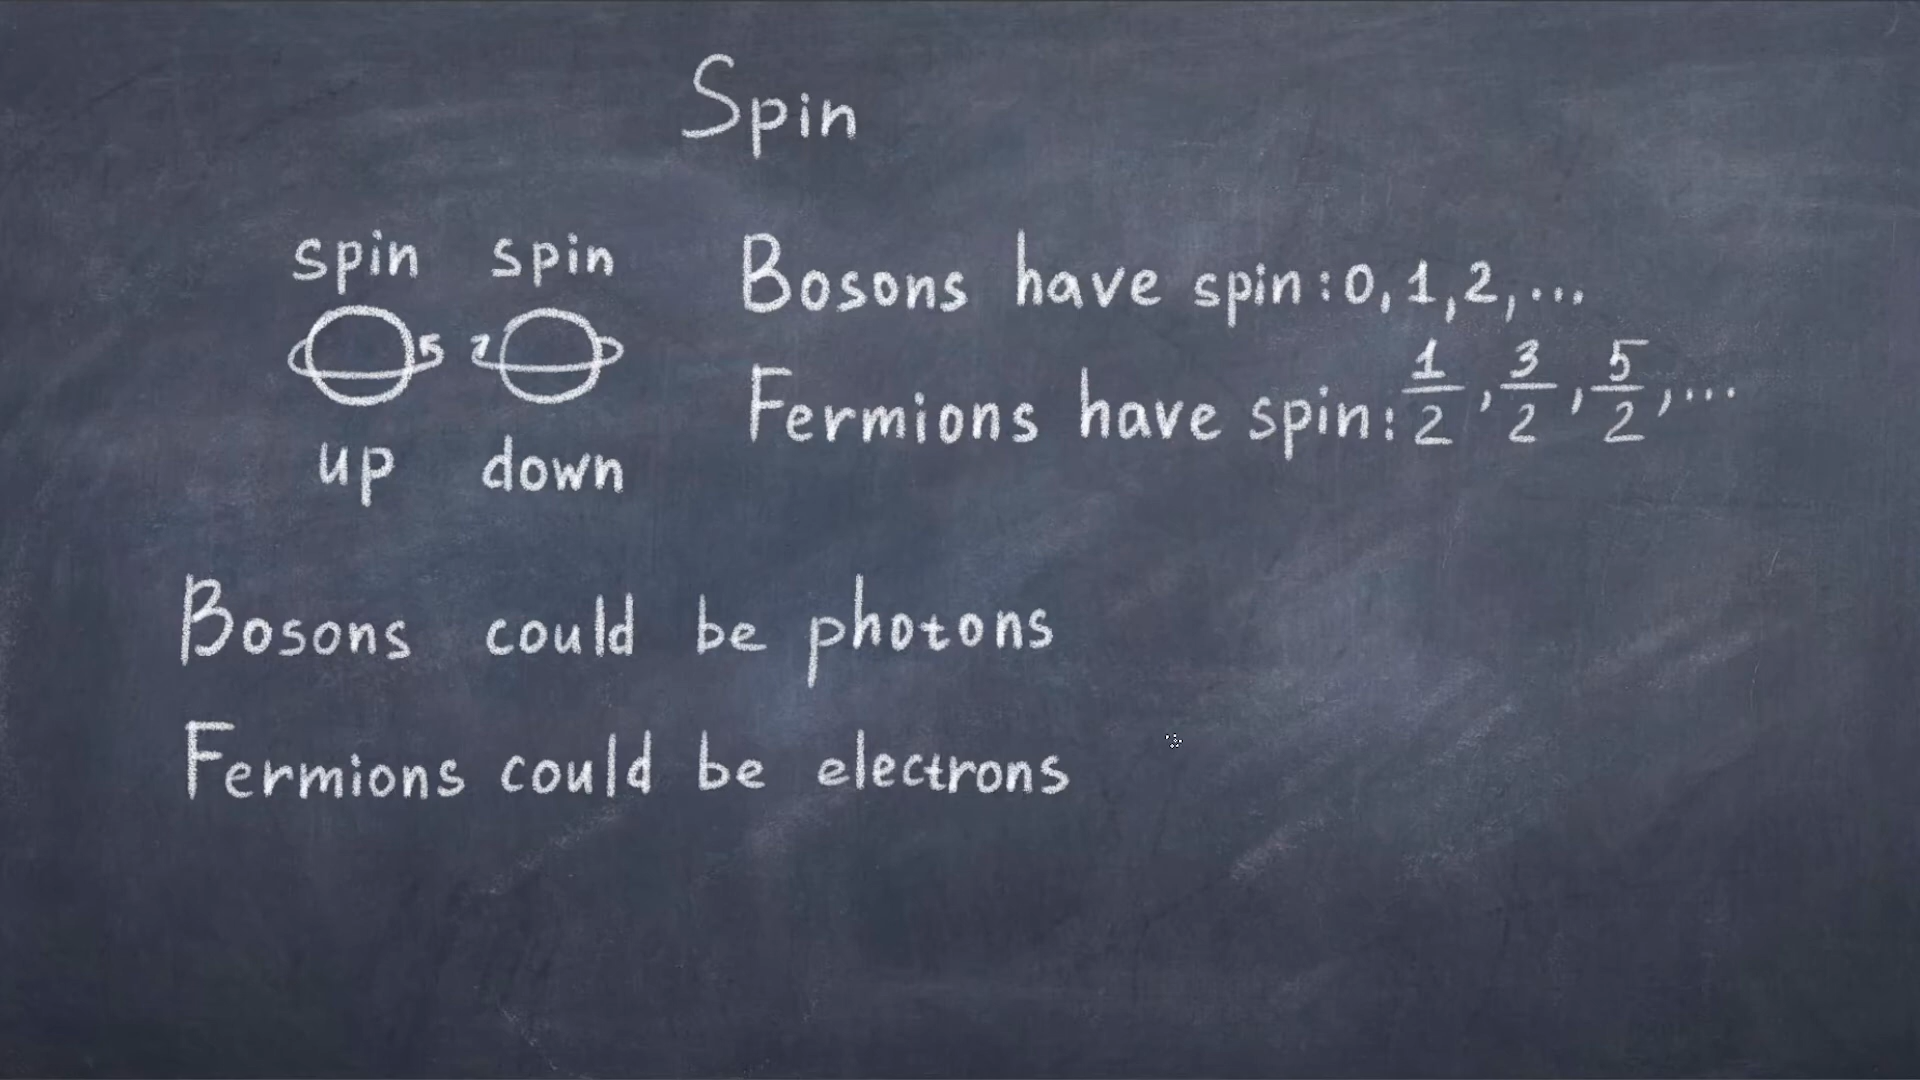 Spin
spin spin
up down
Bosons have spin: 0, 1, 2, ...
Fermions have spin: 1/2, 3/2, 5/2, ...
Bosons could be photons
Fermions could be electrons